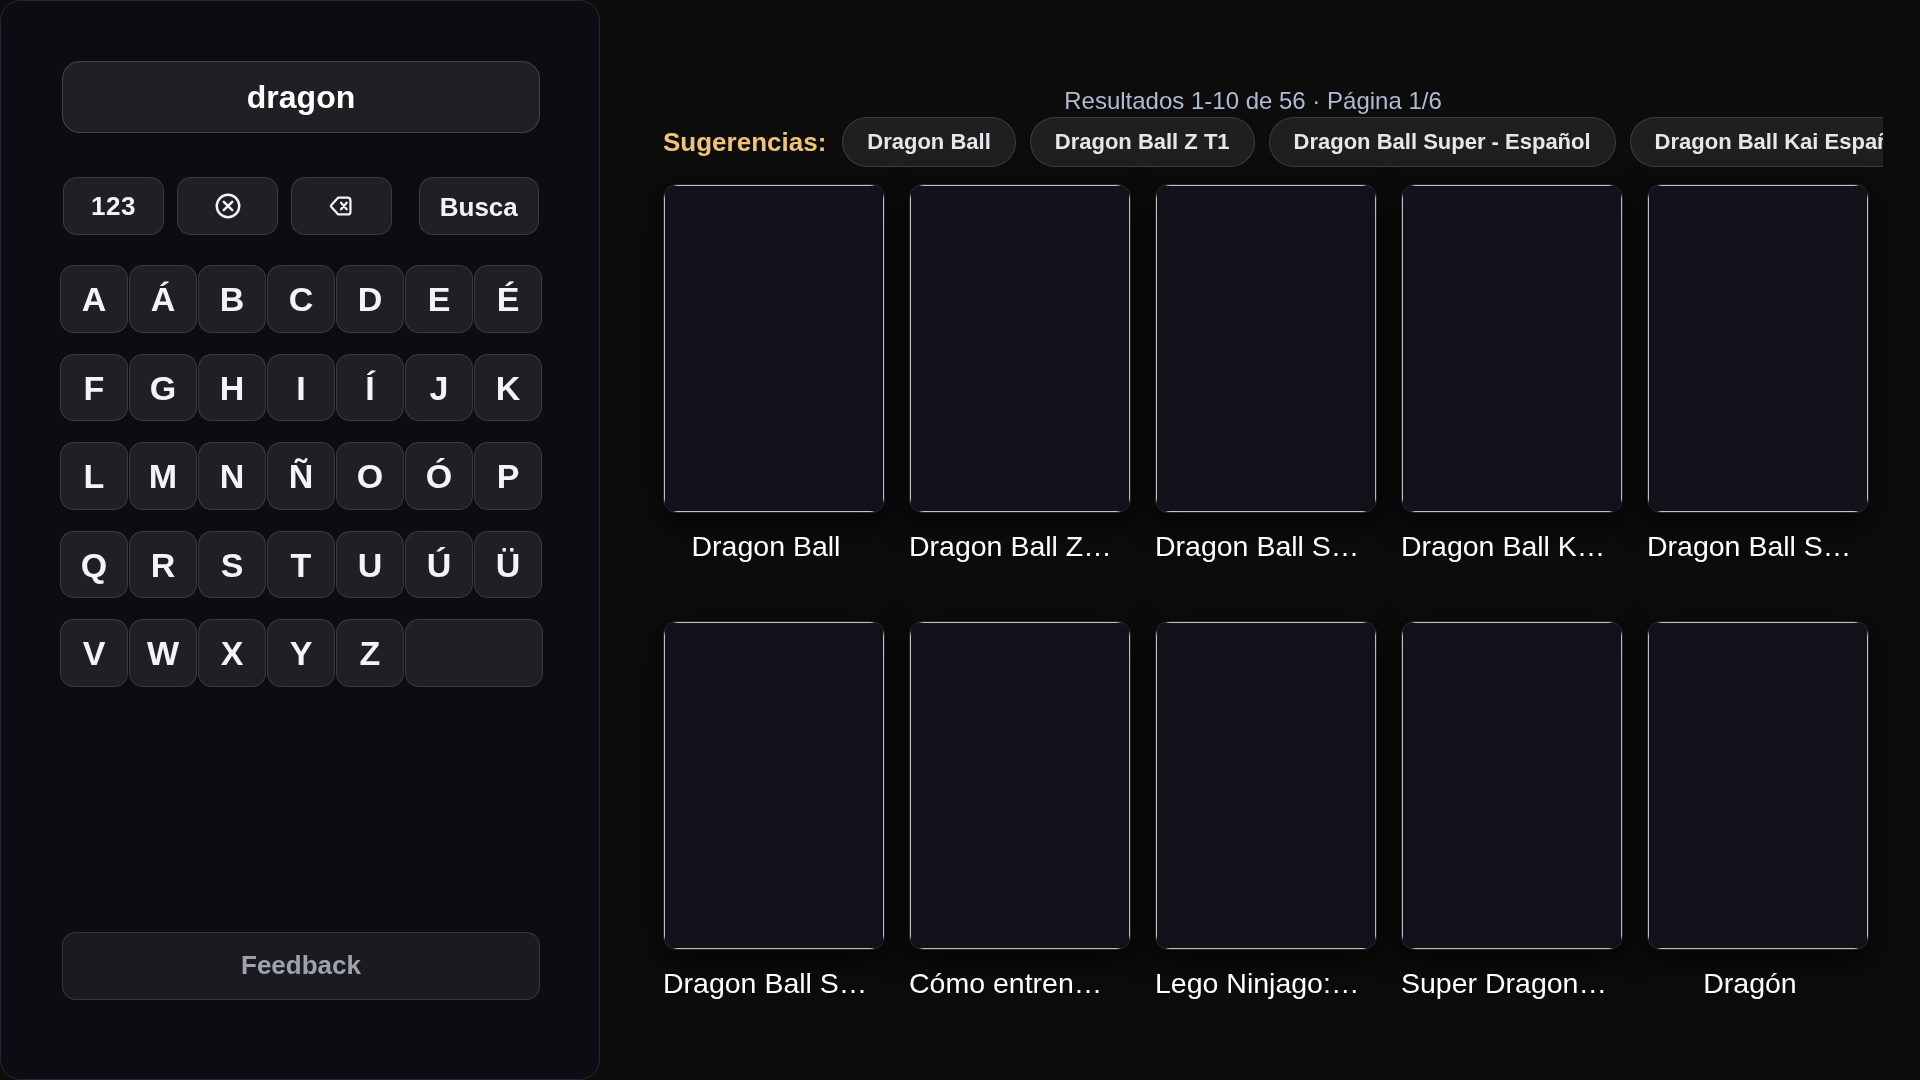 dragon
123
Busca
A Á B C D E É
F G H I Í J K
L M N Ñ O Ó P
Q R S T U Ú Ü
V W X Y Z
Feedback
Resultados 1-10 de 56 · Página 1/6
Sugerencias: Dragon Ball Dragon Ball Z T1 Dragon Ball Super - Español Dragon Ball Kai Españ
Dragon Ball Dragon Ball Z… Dragon Ball S… Dragon Ball K… Dragon Ball S…
Dragon Ball S… Cómo entren… Lego Ninjago:… Super Dragon… Dragón